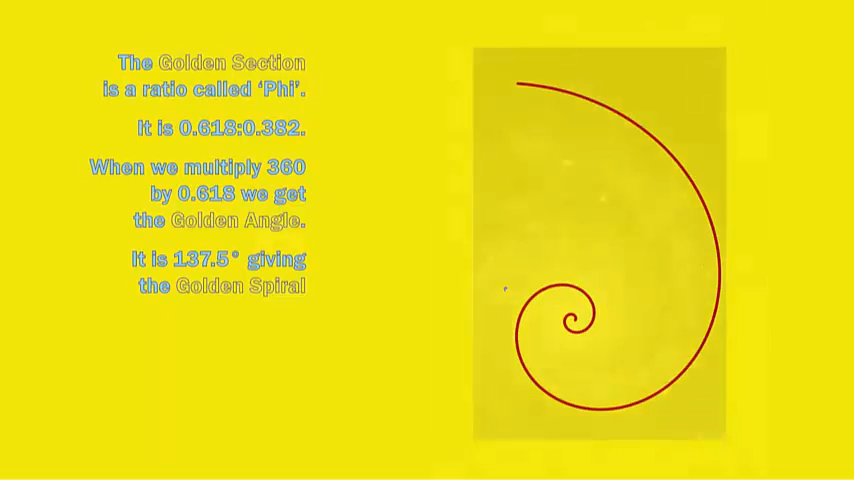 The Golden Section
is a ratio called ‘Phi’.
It is 0.618:0.382.
When we multiply 360
by 0.618 we get
the Golden Angle.
It is 137.5° giving
the Golden Spiral